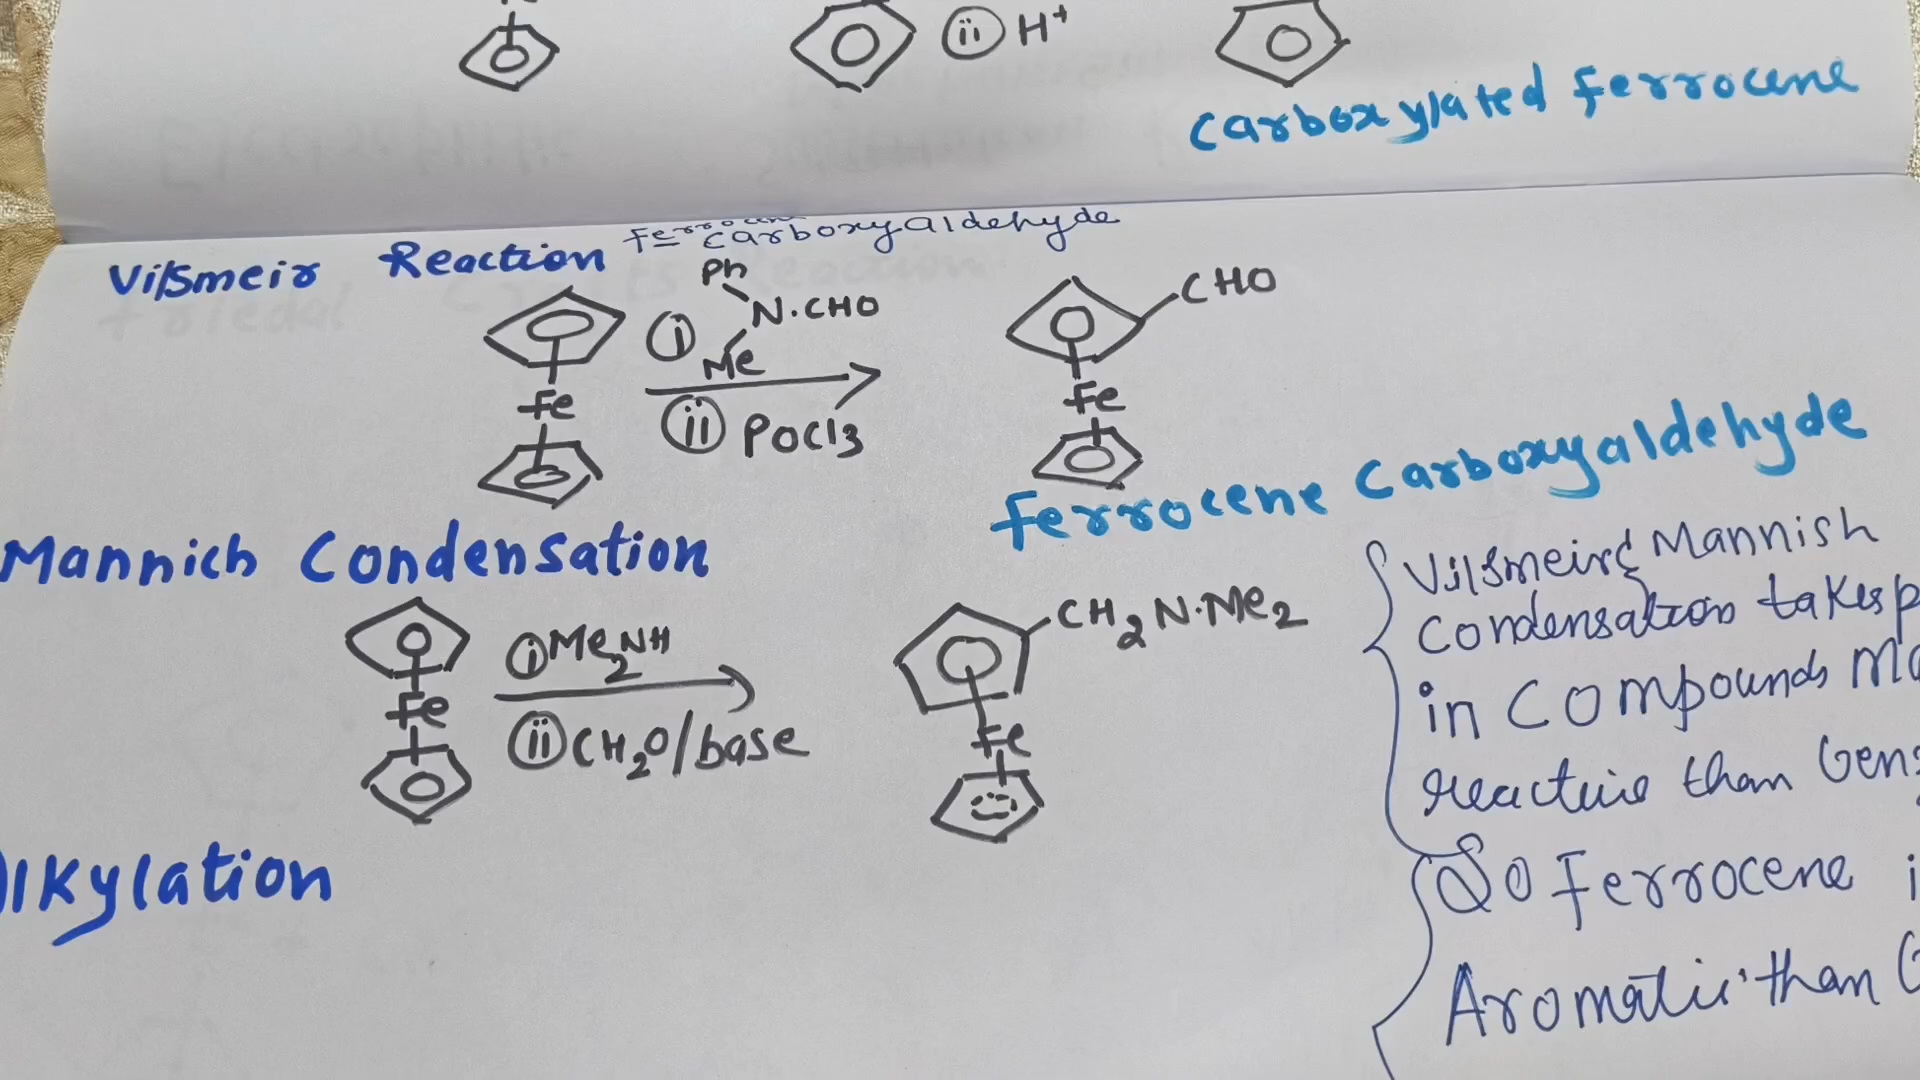 ii H+
Carboxylated ferrocene
Vilsmeir Reaction
Ferrocene carboxyaldehyde
Ph
N.CHO
i Me
ii POCl3
Fe
CHO
Fe
Ferrocene Carboxyaldehyde
Mannich Condensation
i Me2NH
ii CH2O/base
Fe
CH2N.Me2
Fe
Vilsmeir & Mannish
Condensation takes
in Compounds
reactive than
So Ferrocene
Aromatic than
lkylation